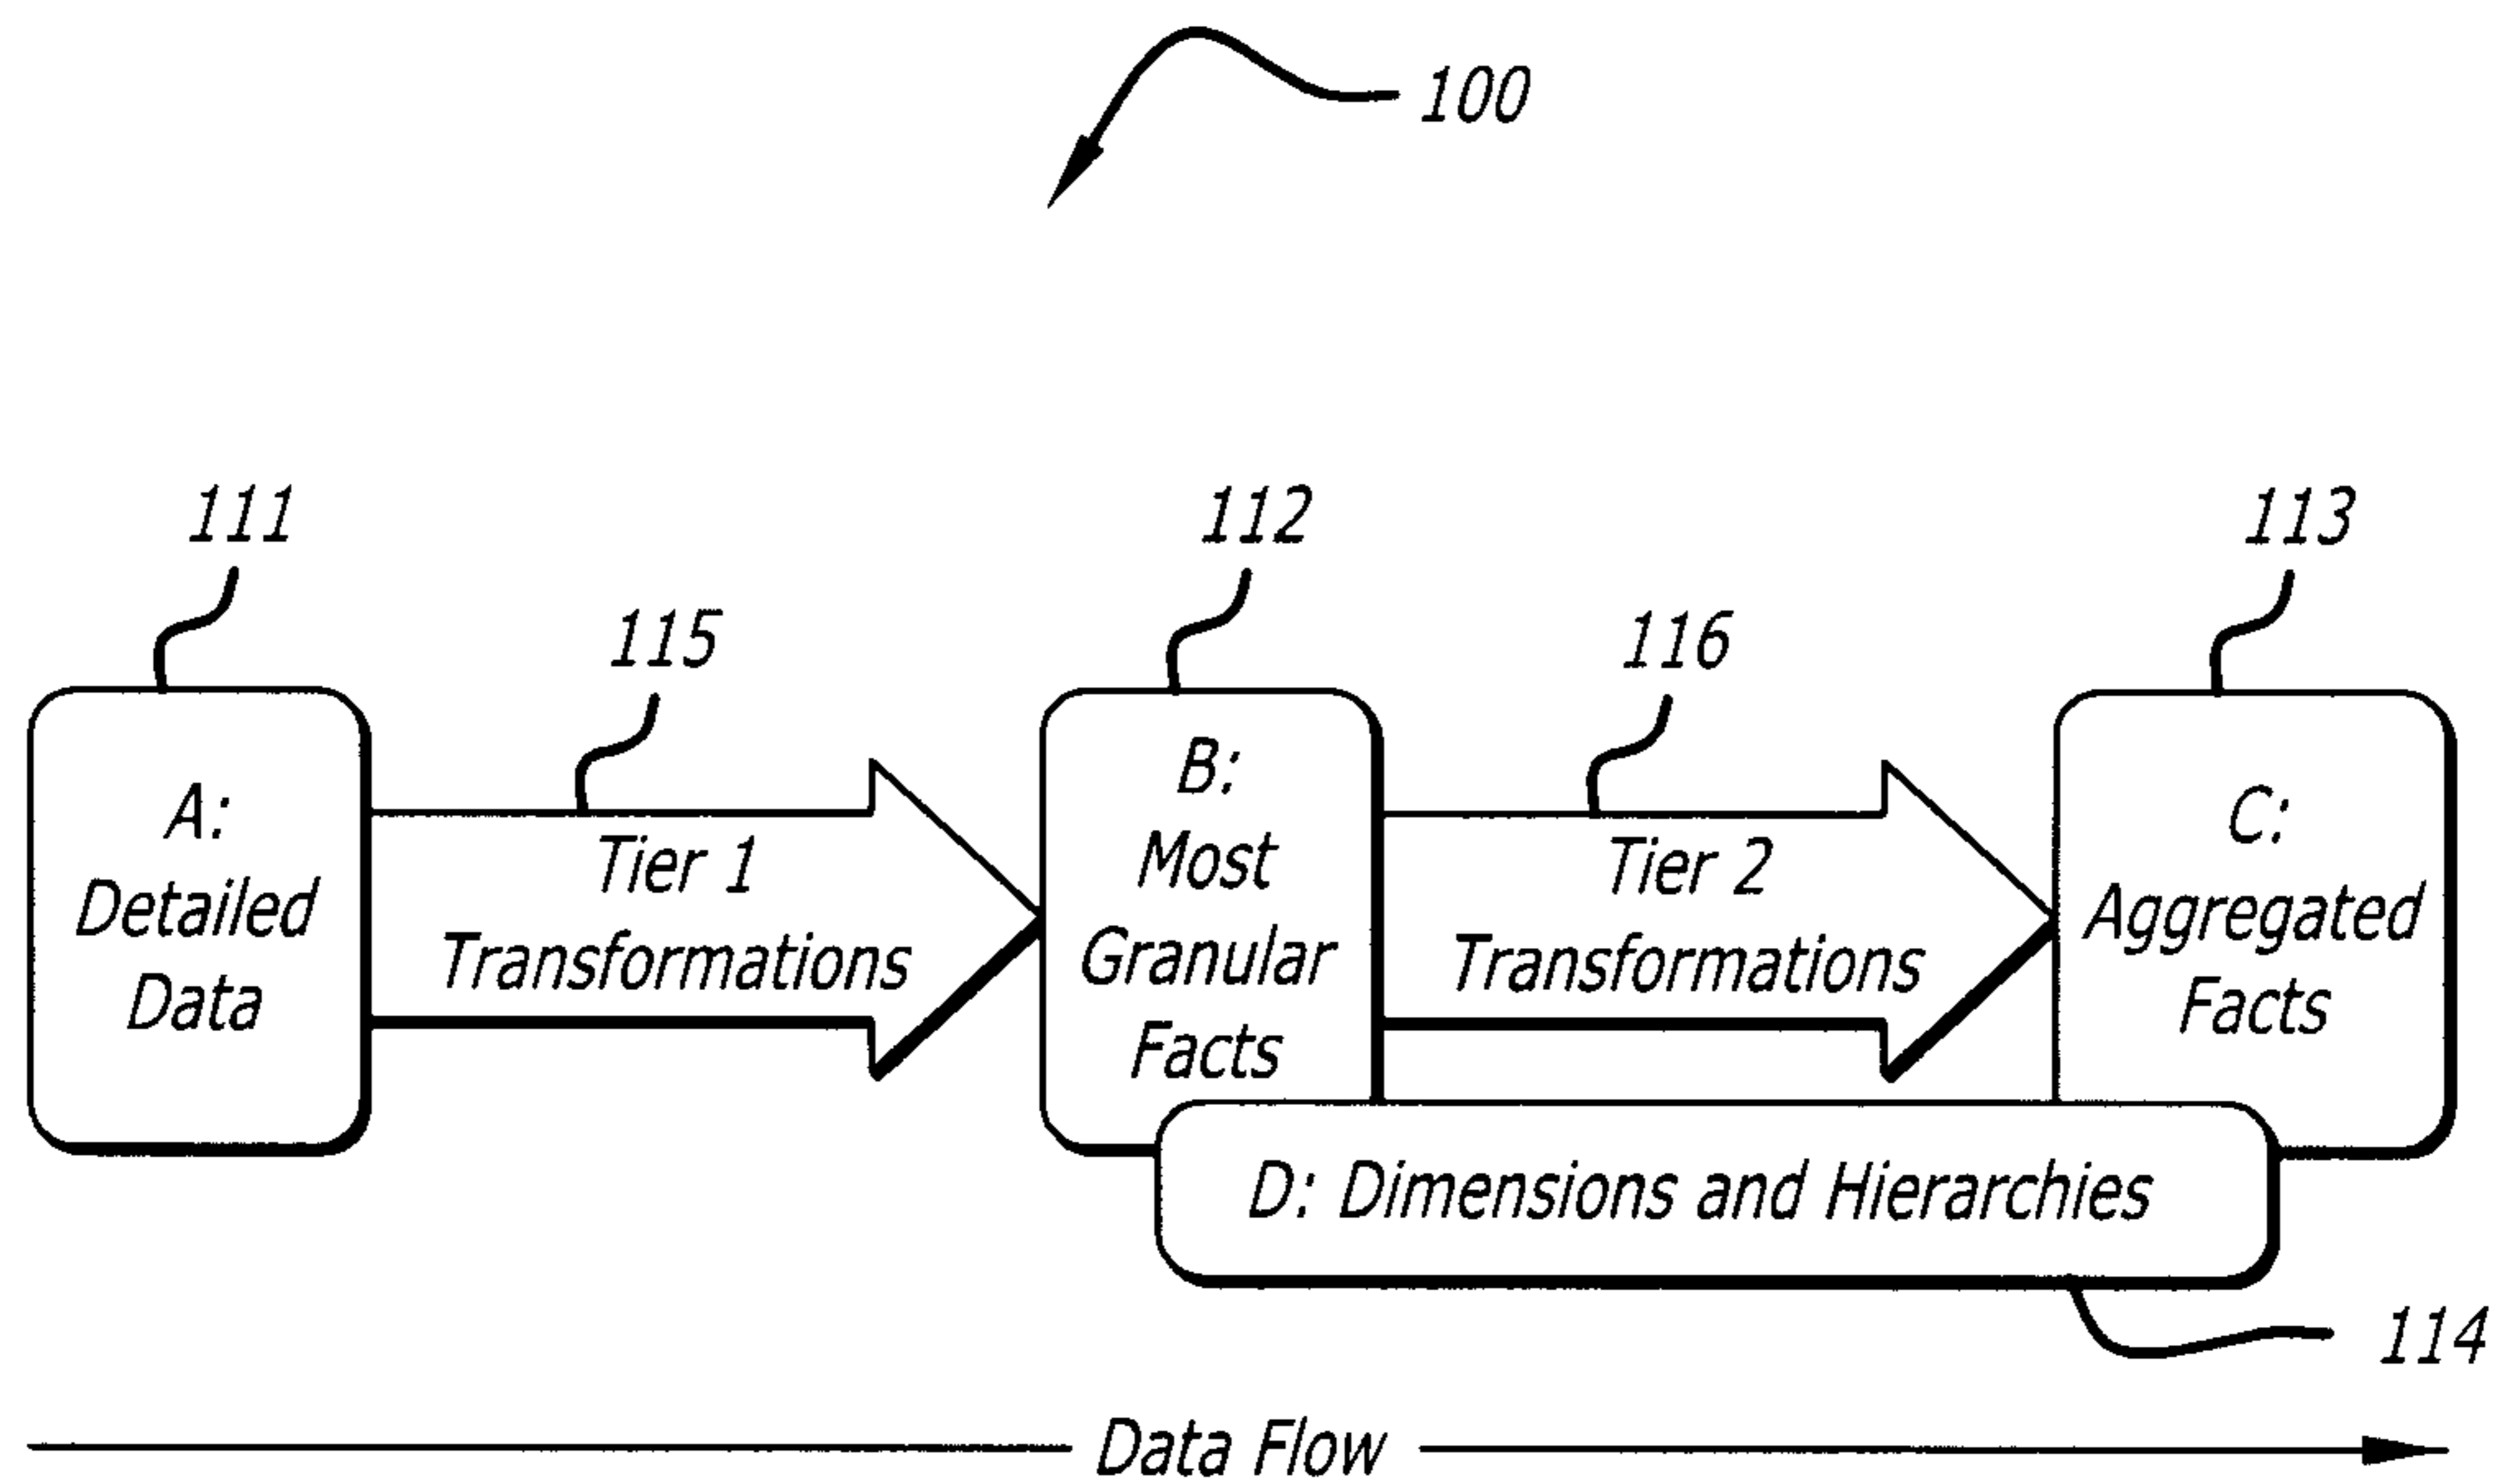 100
111
112
113
115
116
A:
Detailed
Data
Tier 1
Transformations
B:
Most
Granular
Facts
Tier 2
Transformations
C:
Aggregated
Facts
D: Dimensions and Hierarchies
114
Data Flow